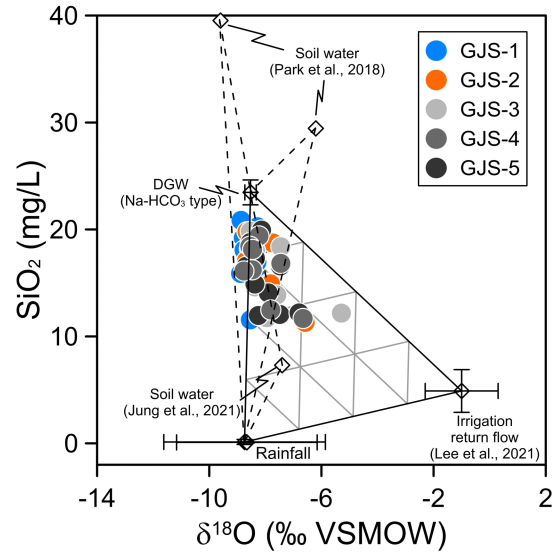 40
30
20
10
0
SiO₂ (mg/L)
Soil water
(Park et al., 2018)
GJS-1
GJS-2
GJS-3
GJS-4
GJS-5
DGW
(Na-HCO₃ type)
Soil water
(Jung et al., 2021)
Rainfall
Irrigation
return flow
(Lee et al., 2021)
-14
-10
-6
-2
2
δ¹⁸O (‰ VSMOW)